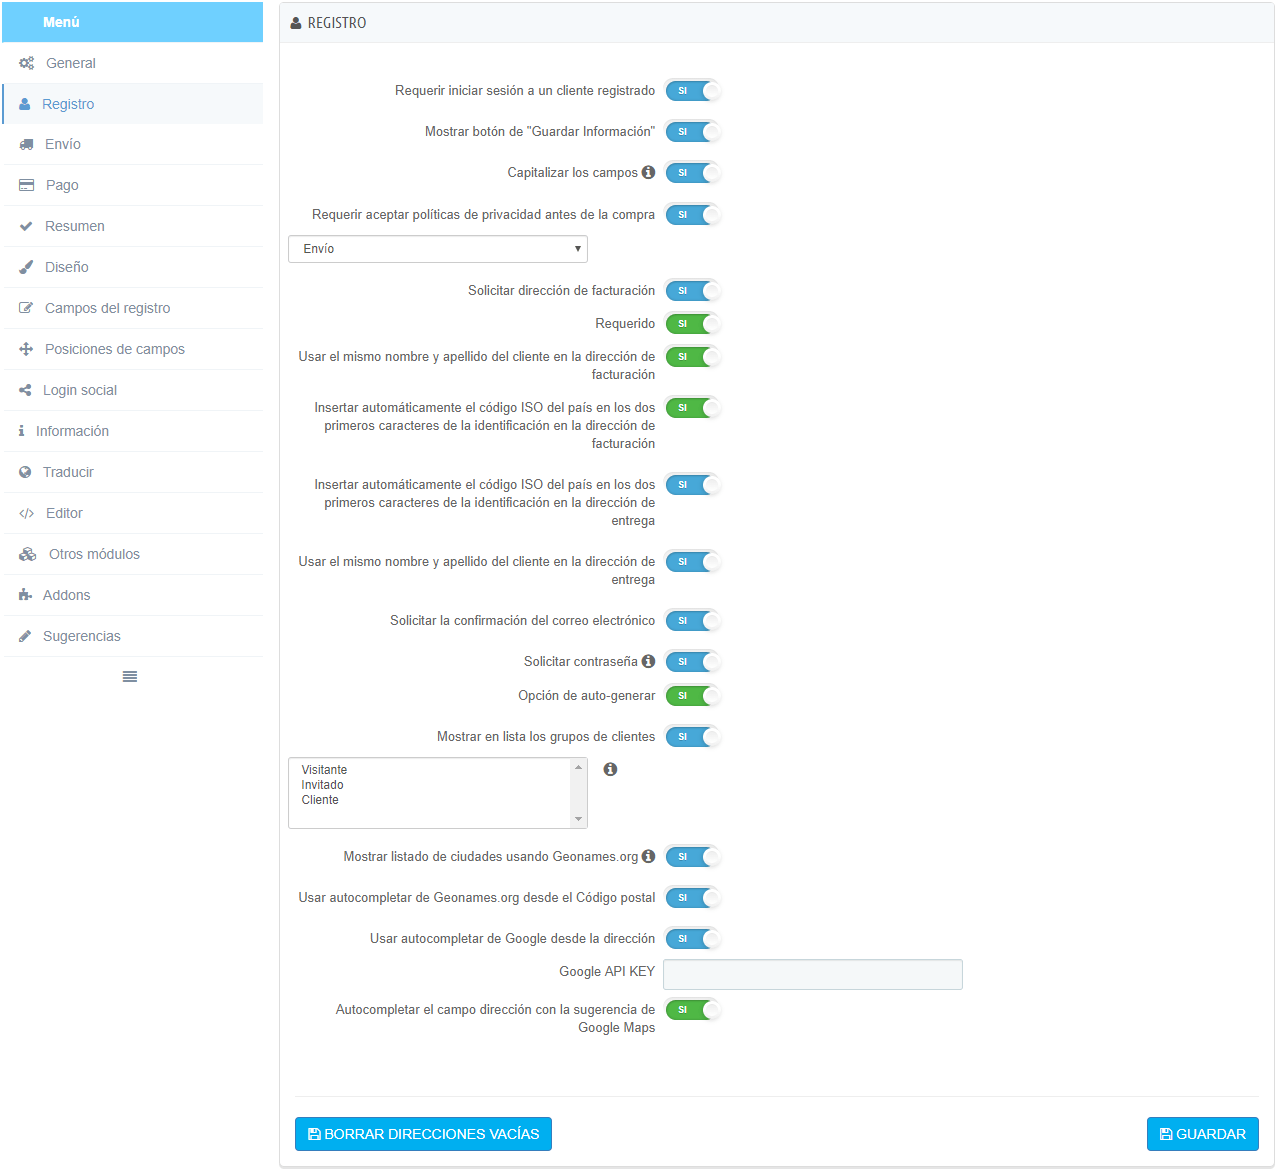 Menú
General
Registro
Envío
Pago
Resumen
Diseño
Campos del registro
Posiciones de campos
Login social
Información
Traducir
Editor
Otros módulos
Addons
Sugerencias
REGISTRO
Requerir iniciar sesión a un cliente registrado SI
Mostrar botón de "Guardar Información" SI
Capitalizar los campos SI
Requerir aceptar políticas de privacidad antes de la compra SI
Envío
Solicitar dirección de facturación SI
Requerido SI
Usar el mismo nombre y apellido del cliente en la dirección de SI
facturación
Insertar automáticamente el código ISO del país en los dos SI
primeros caracteres de la identificación en la dirección de
facturación
Insertar automáticamente el código ISO del país en los dos SI
primeros caracteres de la identificación en la dirección de
entrega
Usar el mismo nombre y apellido del cliente en la dirección de SI
entrega
Solicitar la confirmación del correo electrónico SI
Solicitar contraseña SI
Opción de auto-generar SI
Mostrar en lista los grupos de clientes SI
Visitante
Invitado
Cliente
Mostrar listado de ciudades usando Geonames.org SI
Usar autocompletar de Geonames.org desde el Código postal SI
Usar autocompletar de Google desde la dirección SI
Google API KEY
Autocompletar el campo dirección con la sugerencia de SI
Google Maps
BORRAR DIRECCIONES VACÍAS
GUARDAR